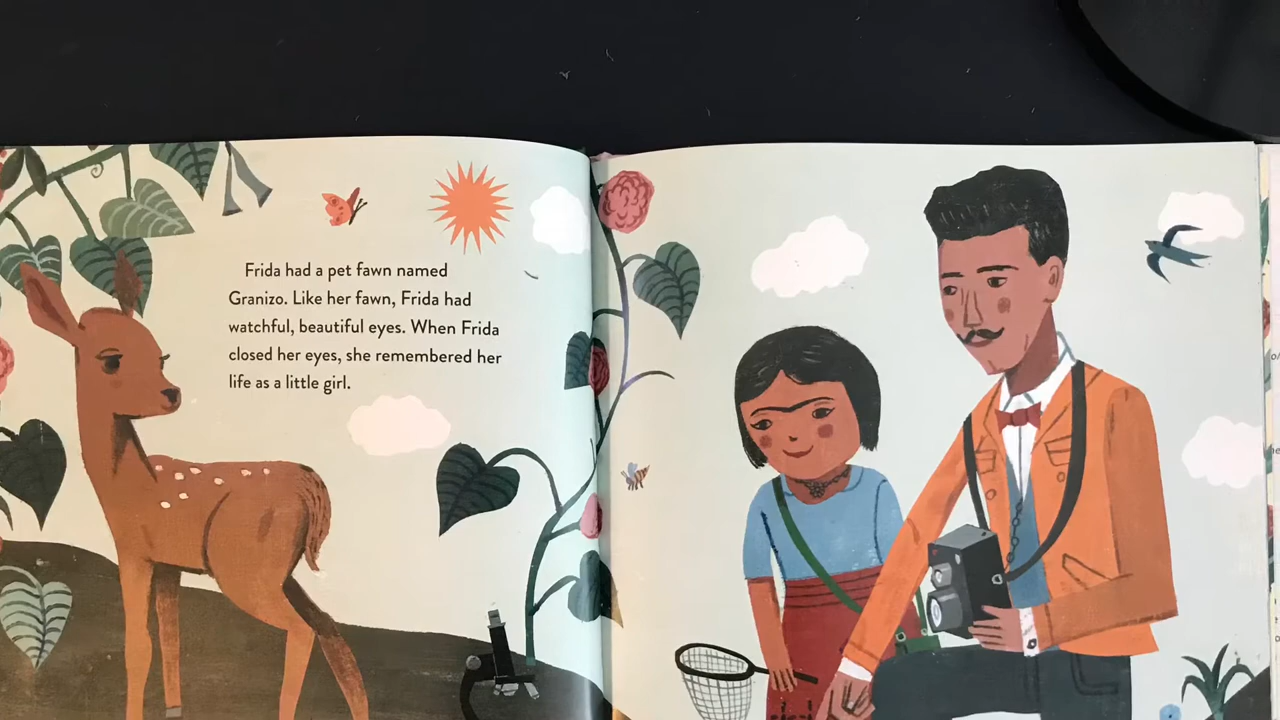 Frida had a pet fawn named
Granizo. Like her fawn, Frida had
watchful, beautiful eyes. When Frida
closed her eyes, she remembered her
life as a little girl.